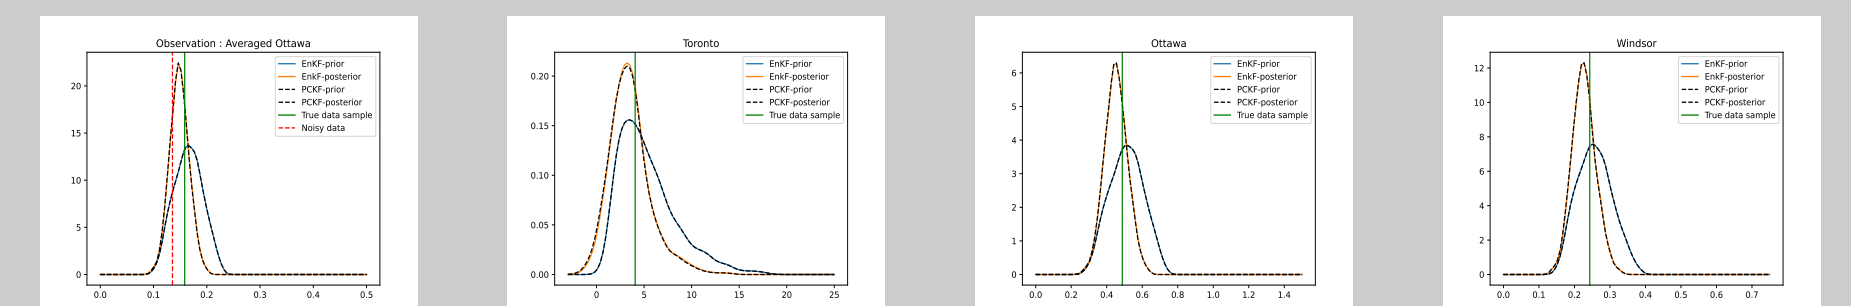 Observation : Averaged Ottawa
EnKF-prior
EnkF-posterior
PCKF-prior
PCKF-posterior
True data sample
Noisy data
20
15
10
5
0
0.0 0.1 0.2 0.3 0.4 0.5
Toronto
EnKF-prior
EnkF-posterior
PCKF-prior
PCKF-posterior
True data sample
0.20
0.15
0.10
0.05
0.00
0 5 10 15 20 25
Ottawa
EnKF-prior
EnkF-posterior
PCKF-prior
PCKF-posterior
True data sample
6
5
4
3
2
1
0
0.0 0.2 0.4 0.6 0.8 1.0 1.2 1.4
Windsor
EnKF-prior
EnkF-posterior
PCKF-prior
PCKF-posterior
True data sample
12
10
8
6
4
2
0
0.0 0.1 0.2 0.3 0.4 0.5 0.6 0.7